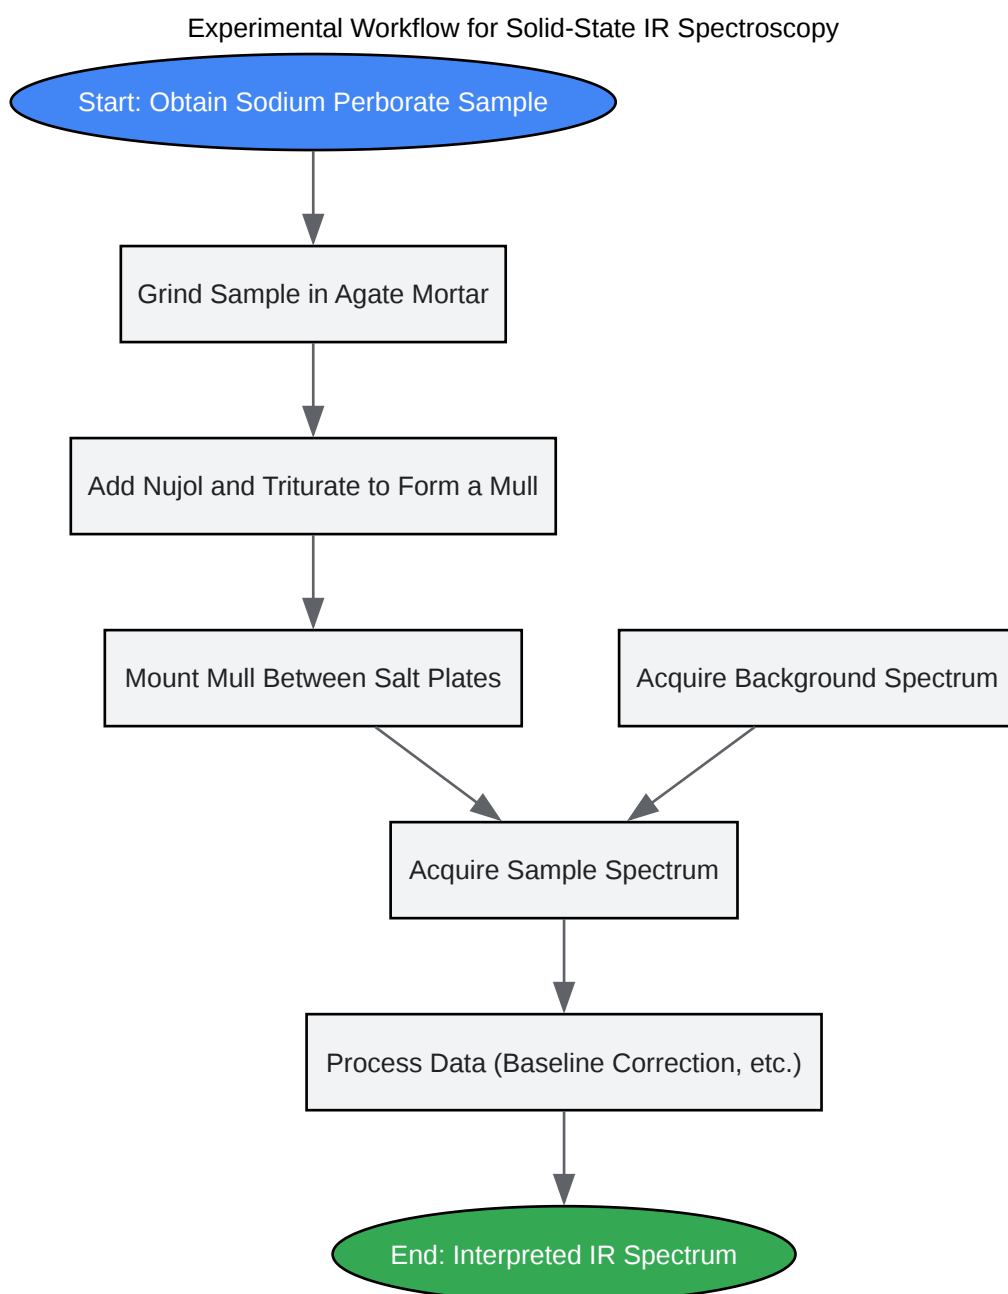 Experimental Workflow for Solid-State IR Spectroscopy
Start: Obtain Sodium Perborate Sample
Grind Sample in Agate Mortar
Add Nujol and Triturate to Form a Mull
Mount Mull Between Salt Plates
Acquire Background Spectrum
Acquire Sample Spectrum
Process Data (Baseline Correction, etc.)
End: Interpreted IR Spectrum